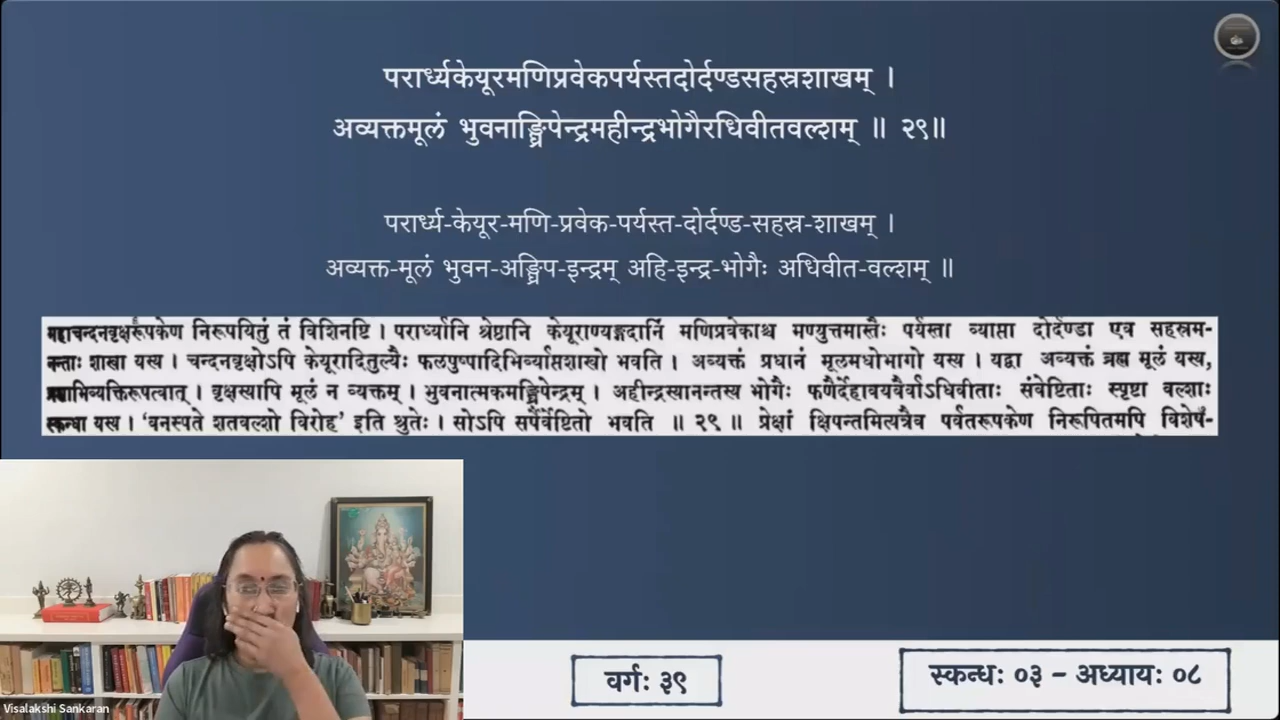 परार्ध्यकेयूरमणिप्रवेकपर्यस्तदोर्दण्डसहस्रशाखम् ।
अव्यक्तमूलं भुवनाङ्घ्रिपेन्द्रमहीन्द्रभोगैरधिवीतवल्शम् ॥ २९॥
परार्ध्य-केयूर-मणि-प्रवेक-पर्यस्त-दोर्दण्ड-सहस्र-शाखम् ।
अव्यक्त-मूलं भुवन-अङ्घ्रिप-इन्द्रम् अहि-इन्द्र-भोगैः अधिवीत-वल्शम् ॥
महाचन्दनवृक्षरूपकेण निरूपयितुं तं विशिनष्टि । परार्ध्यानि श्रेष्ठानि केयूराण्यङ्गदानि मणिप्रवेकाश्च मण्युत्तमास्तैः पर्यस्ता व्याप्ता दोर्दण्डा एव सहस्रम-
नन्ताः शाखा यस्य । चन्दनवृक्षोऽपि केयूरादितुल्यैः फलपुष्पादिभिर्व्याप्तशाखो भवति । अव्यक्तं प्रधानं मूलमधोभागो यस्य । यद्वा अव्यक्तं ब्रह्म मूलं यस्य,
ब्रह्माभिव्यक्तिरूपत्वात् । वृक्षस्यापि मूलं न व्यक्तम् । भुवनात्मकमङ्घ्रिपेन्द्रम् । अहीन्द्रस्यानन्तस्य भोगैः फणैर्देहावयवैर्वाऽधिवीताः संवेष्टिताः स्पृष्टा वल्शाः
स्कन्धा यस्य । 'वनस्पते शतवल्शो विरोह' इति श्रुतेः । सोऽपि सर्पैर्वेष्टितो भवति ॥ २९ ॥ प्रेक्षां क्षिपन्तमित्यत्रैव पर्वतरूपकेण निरूपितमपि विशेष-
Visalakshi Sankaran
वर्गः ३९
स्कन्धः ०३ – अध्यायः ०८